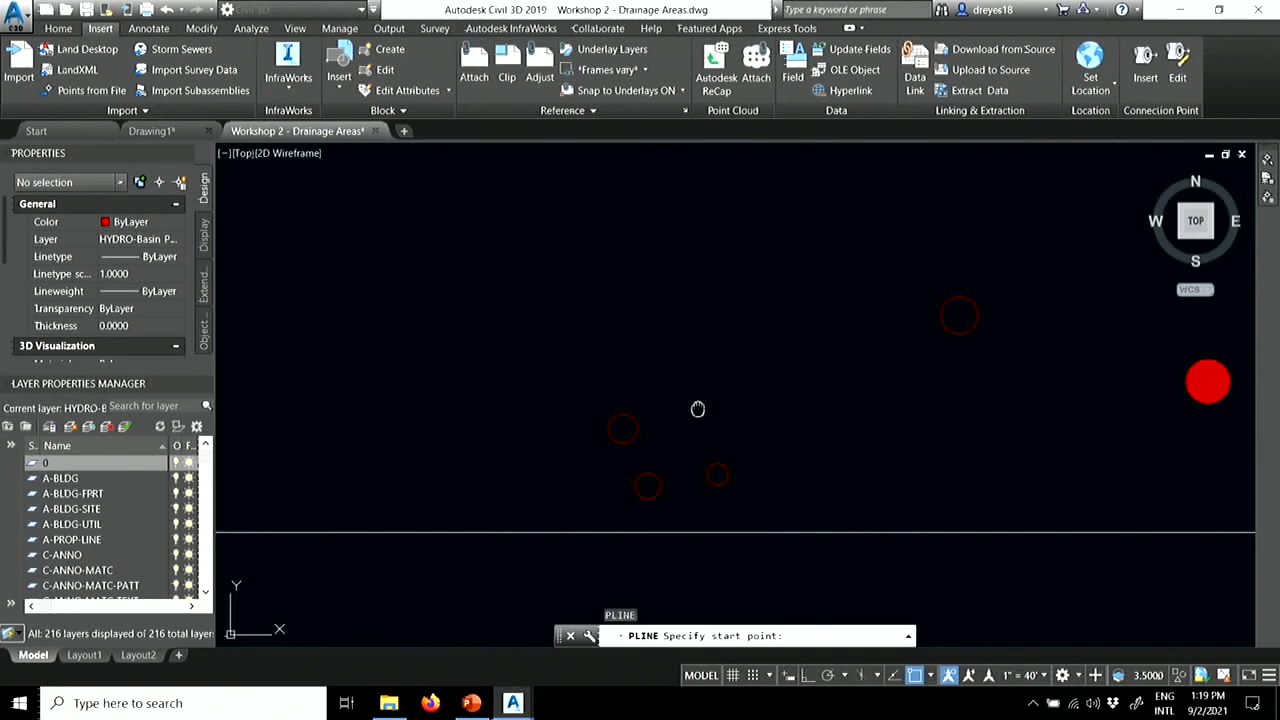 Civil 3D
Autodesk Civil 3D 2019 Workshop 2 - Drainage Areas.dwg
Type a keyword or phrase
dreyes18
C3D
Home Insert Annotate Modify Analyze View Manage Output Survey Autodesk InfraWorks Collaborate Help Featured Apps Express Tools
Import
Land Desktop
LandXML
Points from File
Storm Sewers
Import Survey Data
Import Subassemblies
InfraWorks
Insert
Create
Edit
Edit Attributes
Attach
Clip
Adjust
Underlay Layers
*Frames vary*
Snap to Underlays ON
Autodesk
ReCap
Attach
Field
Update Fields
OLE Object
Hyperlink
Data
Link
Download from Source
Upload to Source
Extract Data
Set
Location
Insert
Edit
Import InfraWorks Block Reference Point Cloud Data Linking & Extraction Location Connection Point
Start Drawing1* Workshop 2 - Drainage Areas*
PROPERTIES
No selection
General
Color ByLayer
Layer HYDRO-Basin P...
Linetype ByLayer
Linetype sc... 1.0000
Lineweight ByLayer
Transparency ByLayer
Thickness 0.0000
3D Visualization
Design
Display
Extend...
Object...
[−][Top][2D Wireframe]
N
W TOP E
S
WCS
LAYER PROPERTIES MANAGER
Current layer: HYDRO-B Search for layer
S.. Name O F...
0
A-BLDG
A-BLDG-FPRT
A-BLDG-SITE
A-BLDG-UTIL
A-PROP-LINE
C-ANNO
C-ANNO-MATC
C-ANNO-MATC-PATT
C-ANNO-MATC-TEXT
All: 216 layers displayed of 216 total layer
Y
X
PLINE
- PLINE Specify start point:
Model Layout1 Layout2
MODEL 1" = 40' 3.5000
Type here to search
ENG
INTL
1:19 PM
9/2/2021